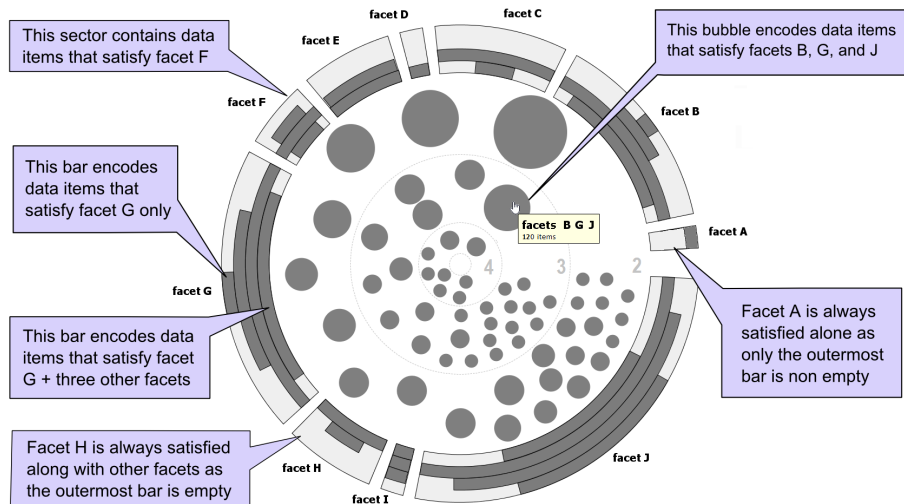 facet D
facet C
facet E
This sector contains data
items that satisfy facet F
This bubble encodes data items
that satisfy facets B, G, and J
facet F
facet B
This bar encodes
data items that
satisfy facet G only
facets B G J
120 items
facet A
4
3
2
facet G
This bar encodes data
items that satisfy facet
G + three other facets
Facet A is always
satisfied alone as
only the outermost
bar is non empty
Facet H is always satisfied
along with other facets as
the outermost bar is empty
facet H
facet I
facet J